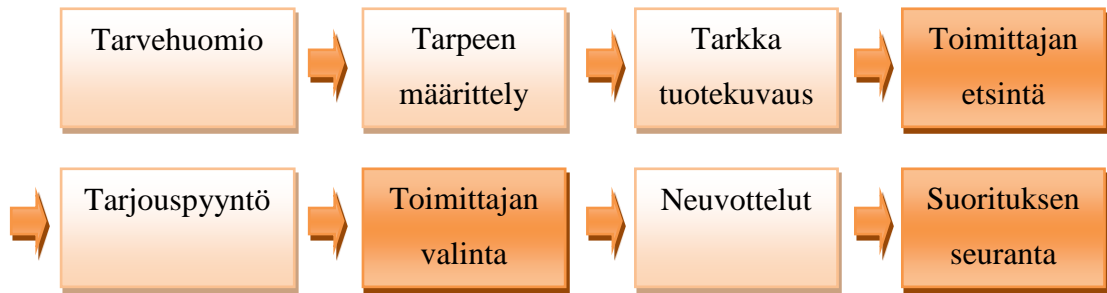 Tarvehuomio
Tarpeen
määrittely
Tarkka
tuotekuvaus
Toimittajan
etsintä
Tarjouspyyntö
Toimittajan
valinta
Neuvottelut
Suorituksen
seuranta